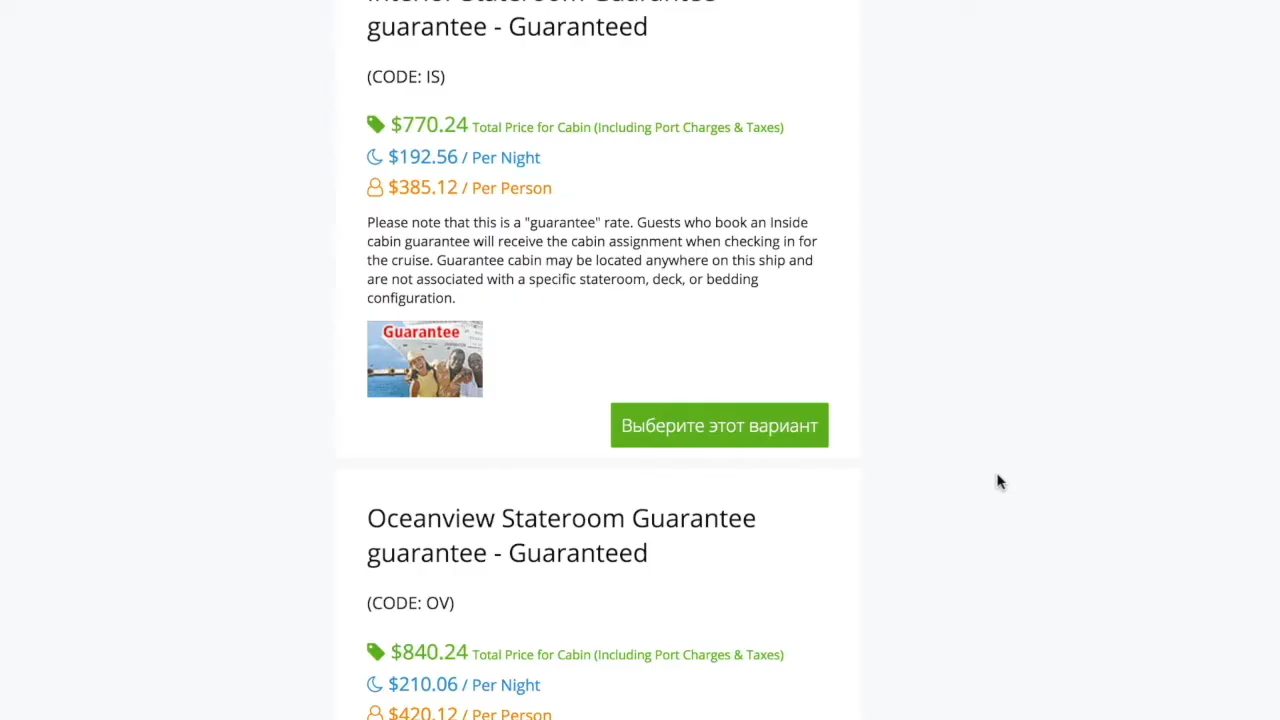 Interior Stateroom Guarantee
guarantee - Guaranteed
(CODE: IS)
$770.24 Total Price for Cabin (Including Port Charges & Taxes)
$192.56 / Per Night
$385.12 / Per Person
Please note that this is a "guarantee" rate. Guests who book an Inside
cabin guarantee will receive the cabin assignment when checking in for
the cruise. Guarantee cabin may be located anywhere on this ship and
are not associated with a specific stateroom, deck, or bedding
configuration.
Guarantee
Выберите этот вариант
Oceanview Stateroom Guarantee
guarantee - Guaranteed
(CODE: OV)
$840.24 Total Price for Cabin (Including Port Charges & Taxes)
$210.06 / Per Night
$420.12 / Per Person